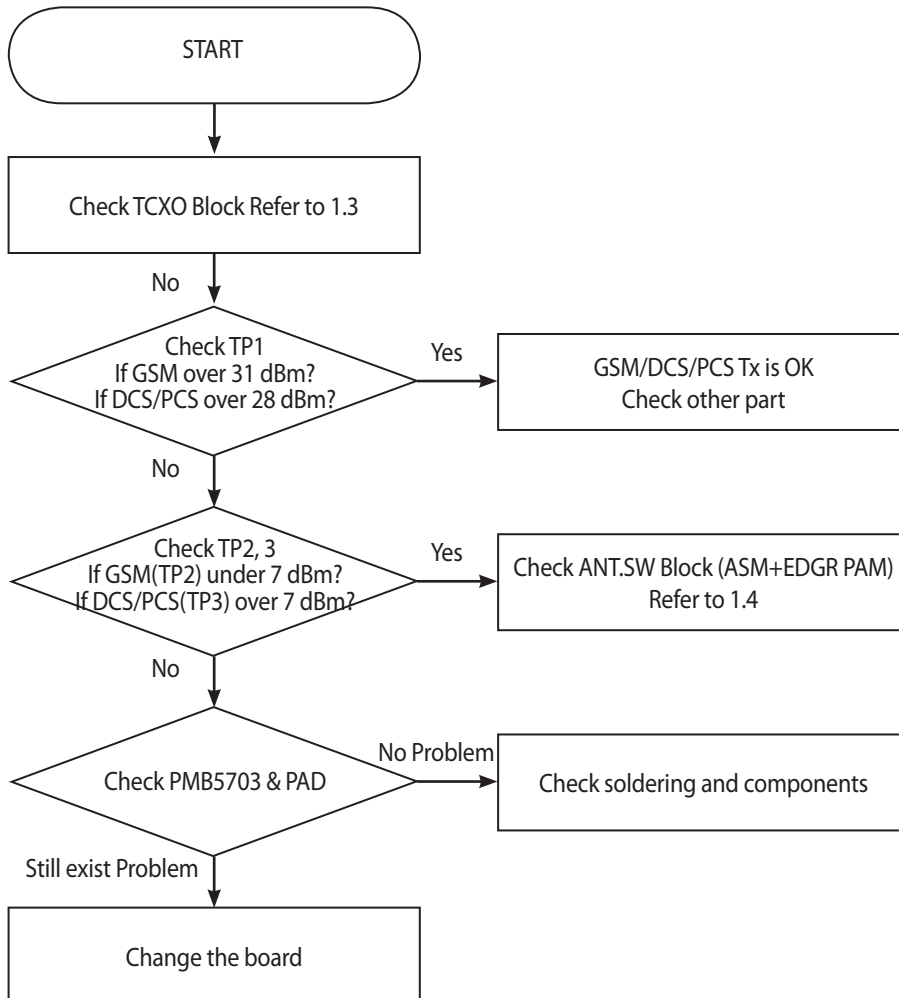 START
Check TCXO Block Refer to 1.3
No
Check TP1
If GSM over 31 dBm?
If DCS/PCS over 28 dBm?
Yes
GSM/DCS/PCS Tx is OK
Check other part
No
Check TP2, 3
If GSM(TP2) under 7 dBm?
If DCS/PCS(TP3) over 7 dBm?
Yes
Check ANT.SW Block (ASM+EDGR PAM)
Refer to 1.4
No
Check PMB5703 & PAD
No Problem
Check soldering and components
Still exist Problem
Change the board